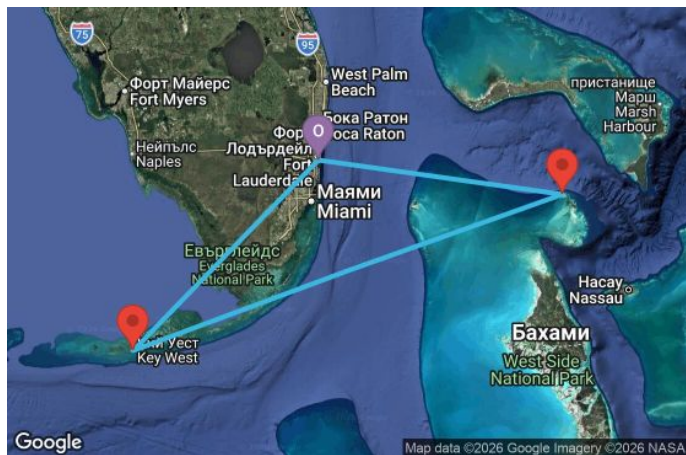 75
95
West Palm
Beach
Форт Майерс
Fort Myers
пристанище
Марш
Marsh
Harbour
Бока Ратон
Boca Raton
O
Лодърдейл
Fort
Lauderdale
Нейпълс
Naples
Маями
Miami
Евърглейдс
Everglades
National Park
Насау
Nassau
Уест
Key West
Бахами
West Side
National Park
Google
Map data ©2026 Google Imagery ©2026 NASA